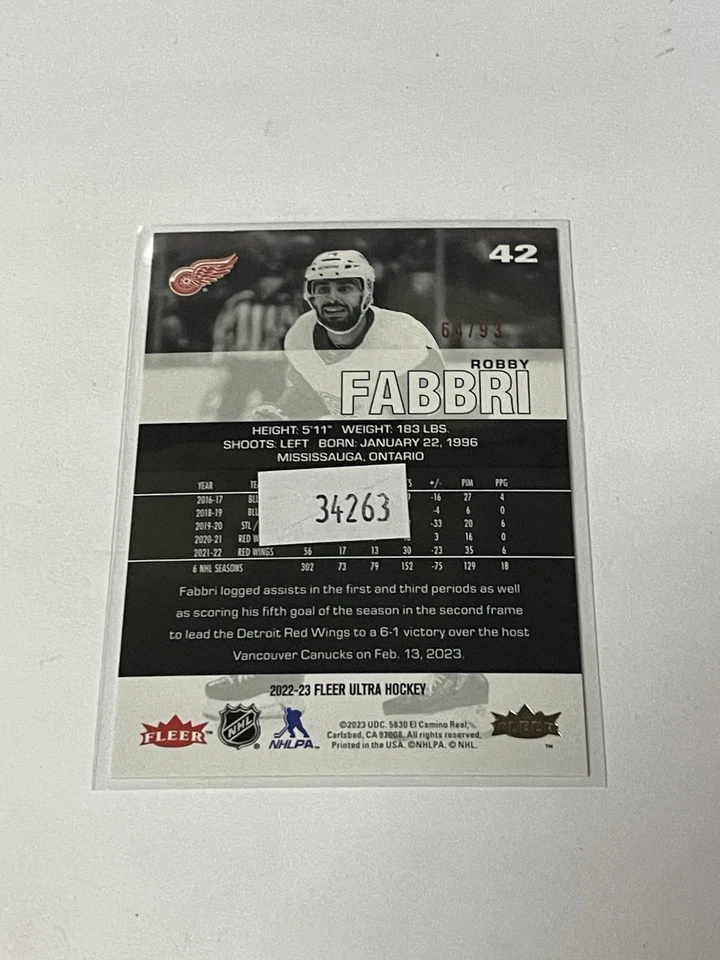 42
64/93
ROBBY
FABBRI
HEIGHT: 5'11" WEIGHT: 183 LBS.
SHOOTS: LEFT BORN: JANUARY 22, 1996
MISSISSAUGA, ONTARIO
YEAR +/- PIM PPG
2016-17 -16 27 4
2018-19 -4 6 0
2019-20 STL / -33 20 6
2020-21 RED 3 16 0
2021-22 RED WINGS 56 17 13 30 -23 35 6
6 NHL SEASONS 302 73 79 152 -75 129 18
34263
Fabbri logged assists in the first and third periods as well
as scoring his fifth goal of the season in the second frame
to lead the Detroit Red Wings to a 6-1 victory over the host
Vancouver Canucks on Feb. 13, 2023.
2022-23 FLEER ULTRA HOCKEY
FLEER™
NHL
NHLPA™
©2023 UDC. 5830 El Camino Real,
Carlsbad, CA 92008. All rights reserved.
Printed in the USA. ©NHLPA. © NHL.
FLEER
™